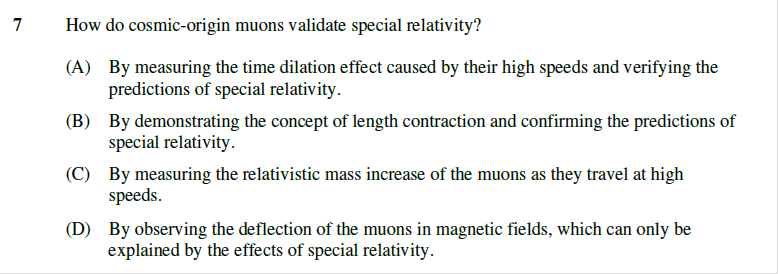 7 How do cosmic-origin muons validate special relativity?
(A) By measuring the time dilation effect caused by their high speeds and verifying the
predictions of special relativity.
(B) By demonstrating the concept of length contraction and confirming the predictions of
special relativity.
(C) By measuring the relativistic mass increase of the muons as they travel at high
speeds.
(D) By observing the deflection of the muons in magnetic fields, which can only be
explained by the effects of special relativity.